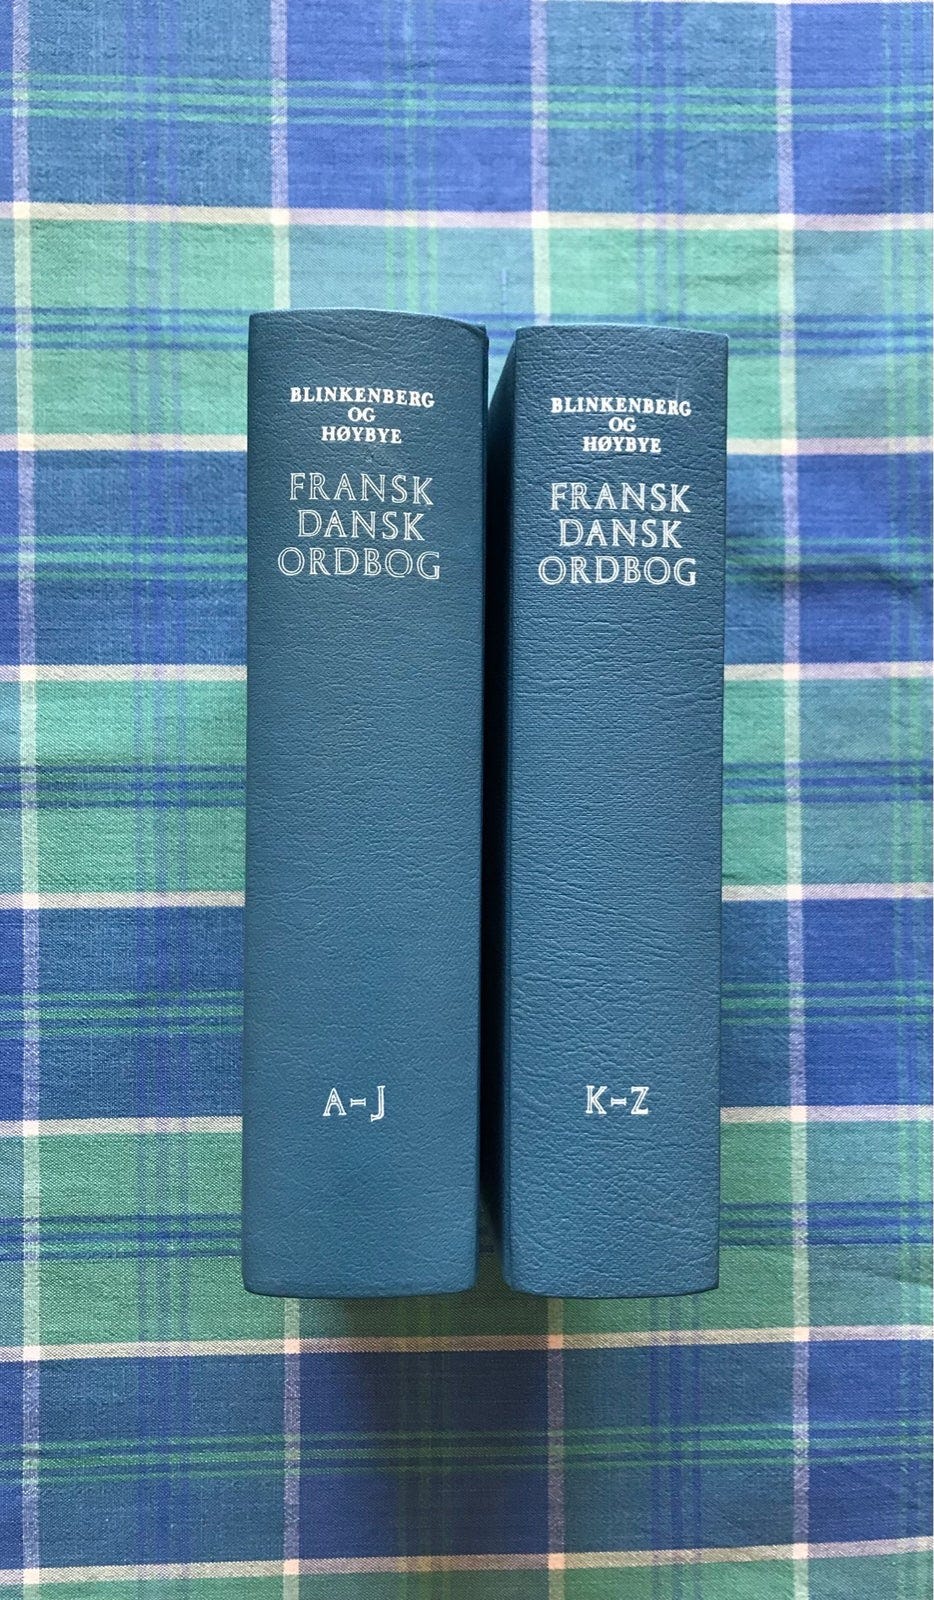 BLINKENBERG
OG
HØYBYE
FRANSK
DANSK
ORDBOG
A-J
BLINKENBERG
OG
HØYBYE
FRANSK
DANSK
ORDBOG
K-Z